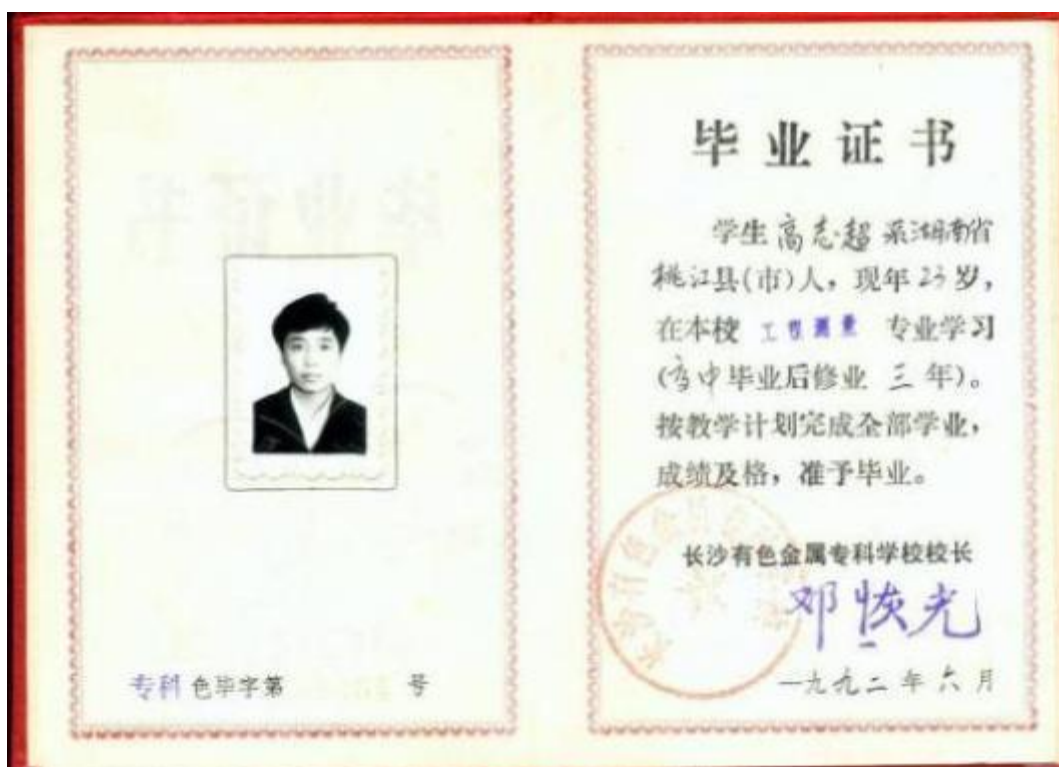 专科色毕字第 号
毕业证书
学生高志超系湖南省
桃江县(市)人，现年23岁，
在本校 工程测量 专业学习
(高中毕业后修业 三 年)。
按教学计划完成全部学业，
成绩及格，准予毕业。
长沙有色金属专科学校校长
邓恢光
一九九二年六月